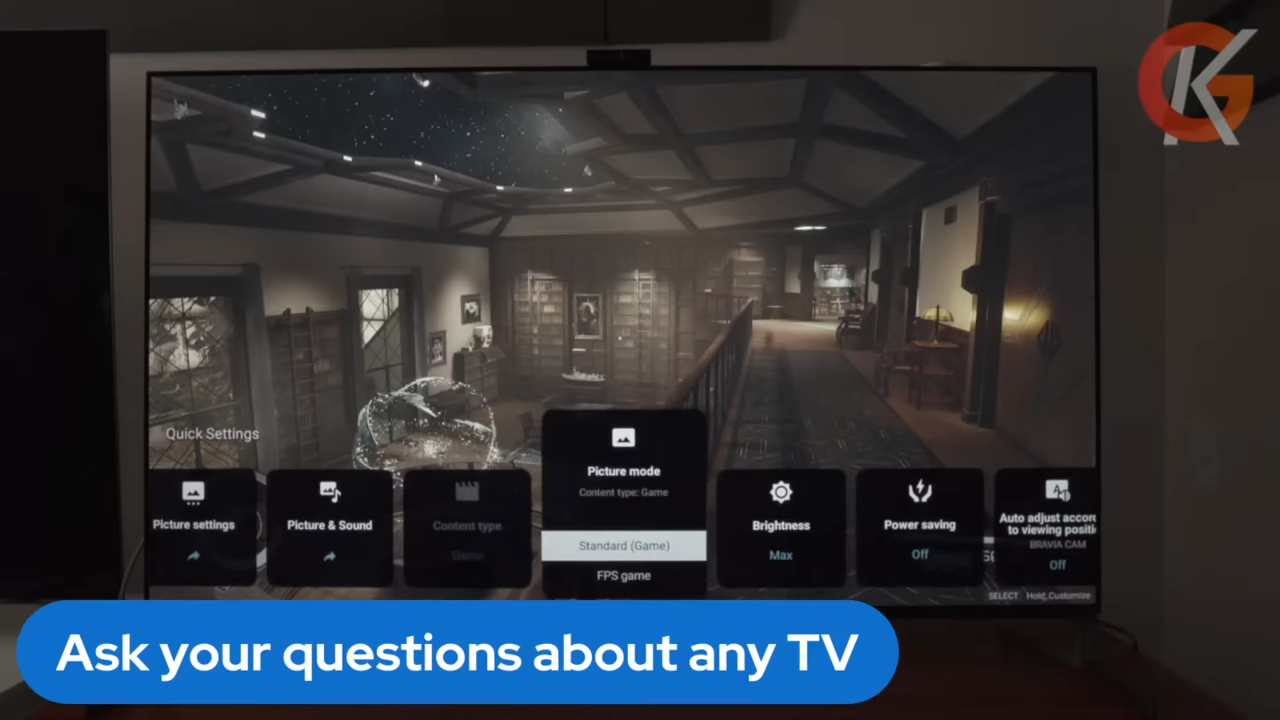 GK
Quick Settings
Picture settings
Picture & Sound
Content type
Game
Picture mode
Content type: Game
Standard (Game)
FPS game
Brightness
Max
Power saving
Off
Auto adjust accor
to viewing positi
BRAVIA CAM
Off
SELECT Hold: Customize
Ask your questions about any TV